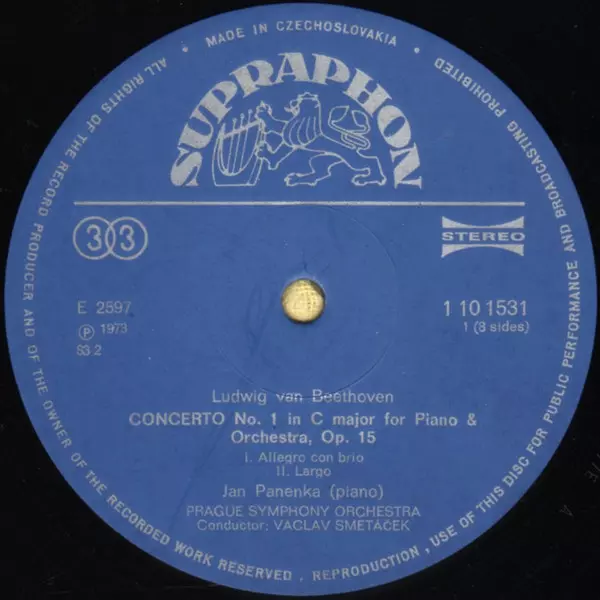 MADE IN CZECHOSLOVAKIA
ALL RIGHTS OF THE RECORD PRODUCER AND OF THE OWNER OF THE RECORDED WORK RESERVED . REPRODUCTION, USE OF THIS DISC FOR PUBLIC PERFORMANCE AND BROADCASTING PROHIBITED
SUPRAPHON
33
STEREO
E 2897
1 10 1531
Ⓟ 1973
1 (8 sides)
S3 2
Ludwig van Beethoven
CONCERTO No. 1 in C major for Piano &
Orchestra, Op. 15
I. Allegro con brio
II. Largo
Jan Panenka (piano)
PRAGUE SYMPHONY ORCHESTRA
Conductor: VACLAV SMETÁČEK